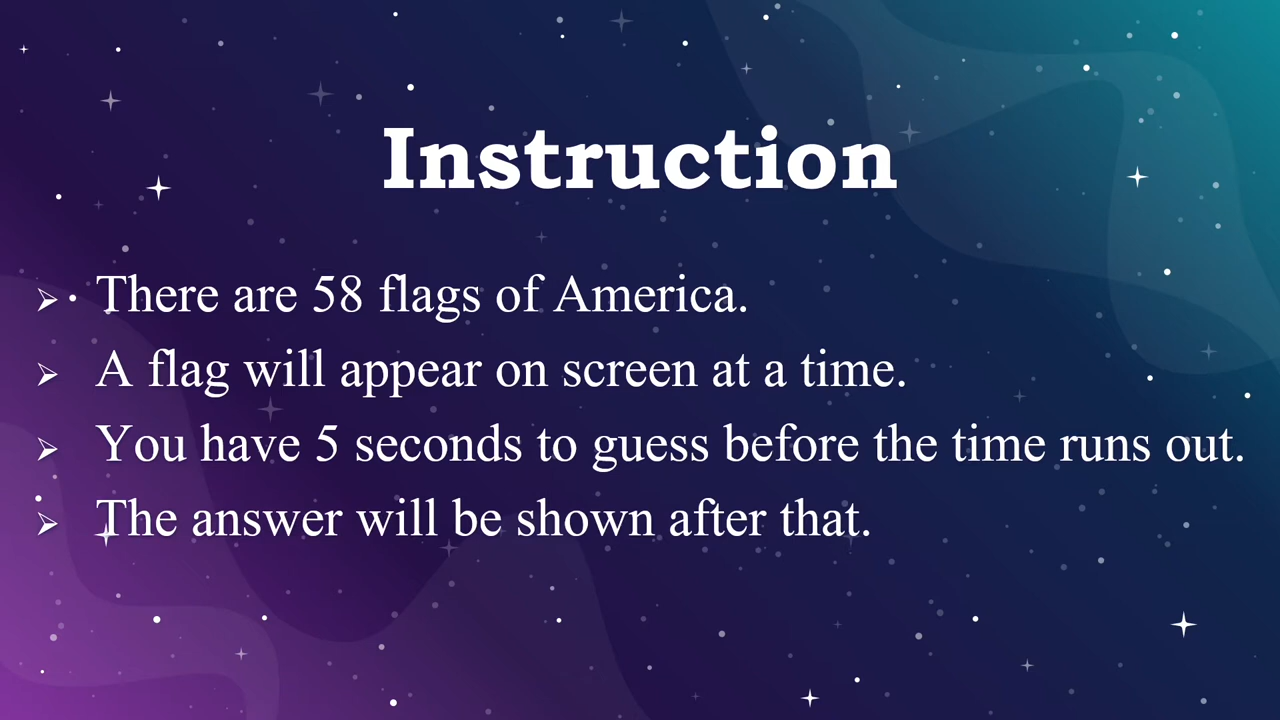 Instruction
➢ There are 58 flags of America.
➢ A flag will appear on screen at a time.
➢ You have 5 seconds to guess before the time runs out.
➢ The answer will be shown after that.